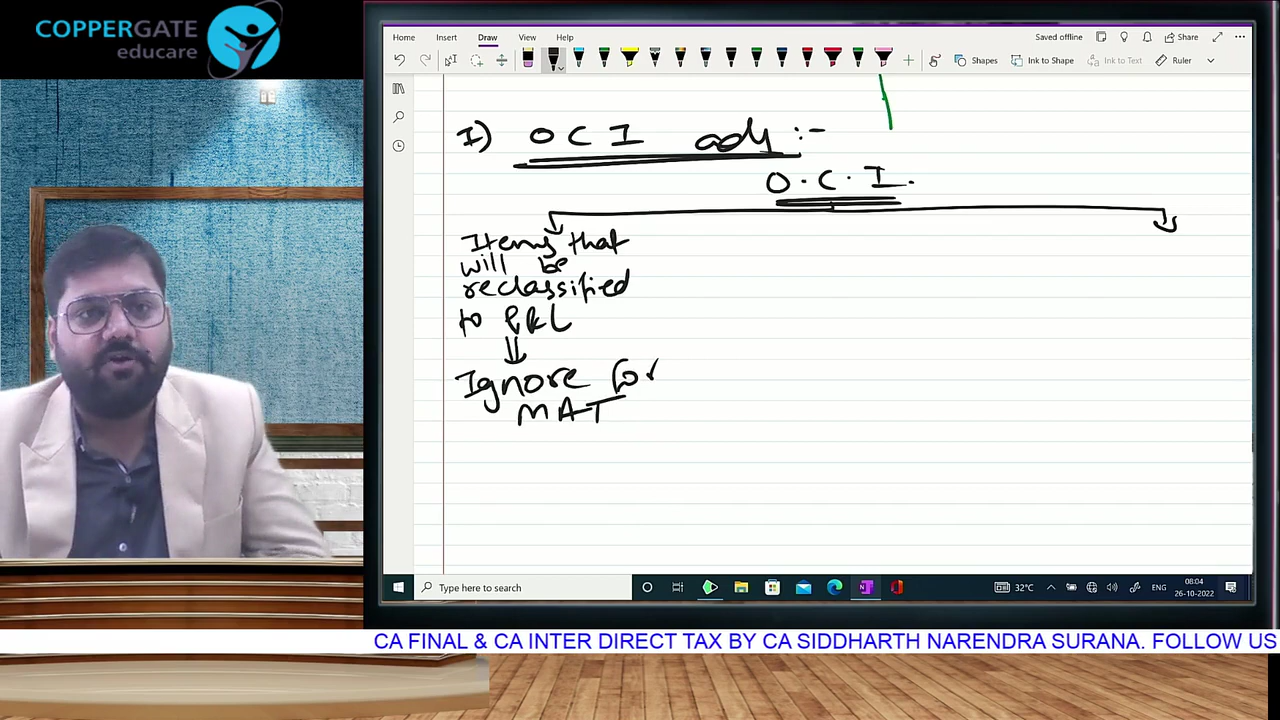 COPPERGATE
educare
Home Insert Draw View Help
Saved offline
Share
Shapes
Ink to Shape
Ink to Text
Ruler
I) OCI adj :-
O.C.I.
Items that
will be
reclassified
to P&L
Ignore for
MAT
Type here to search
32°C
ENG
08:04
26-10-2022
CA FINAL & CA INTER DIRECT TAX BY CA SIDDHARTH NARENDRA SURANA. FOLLOW US